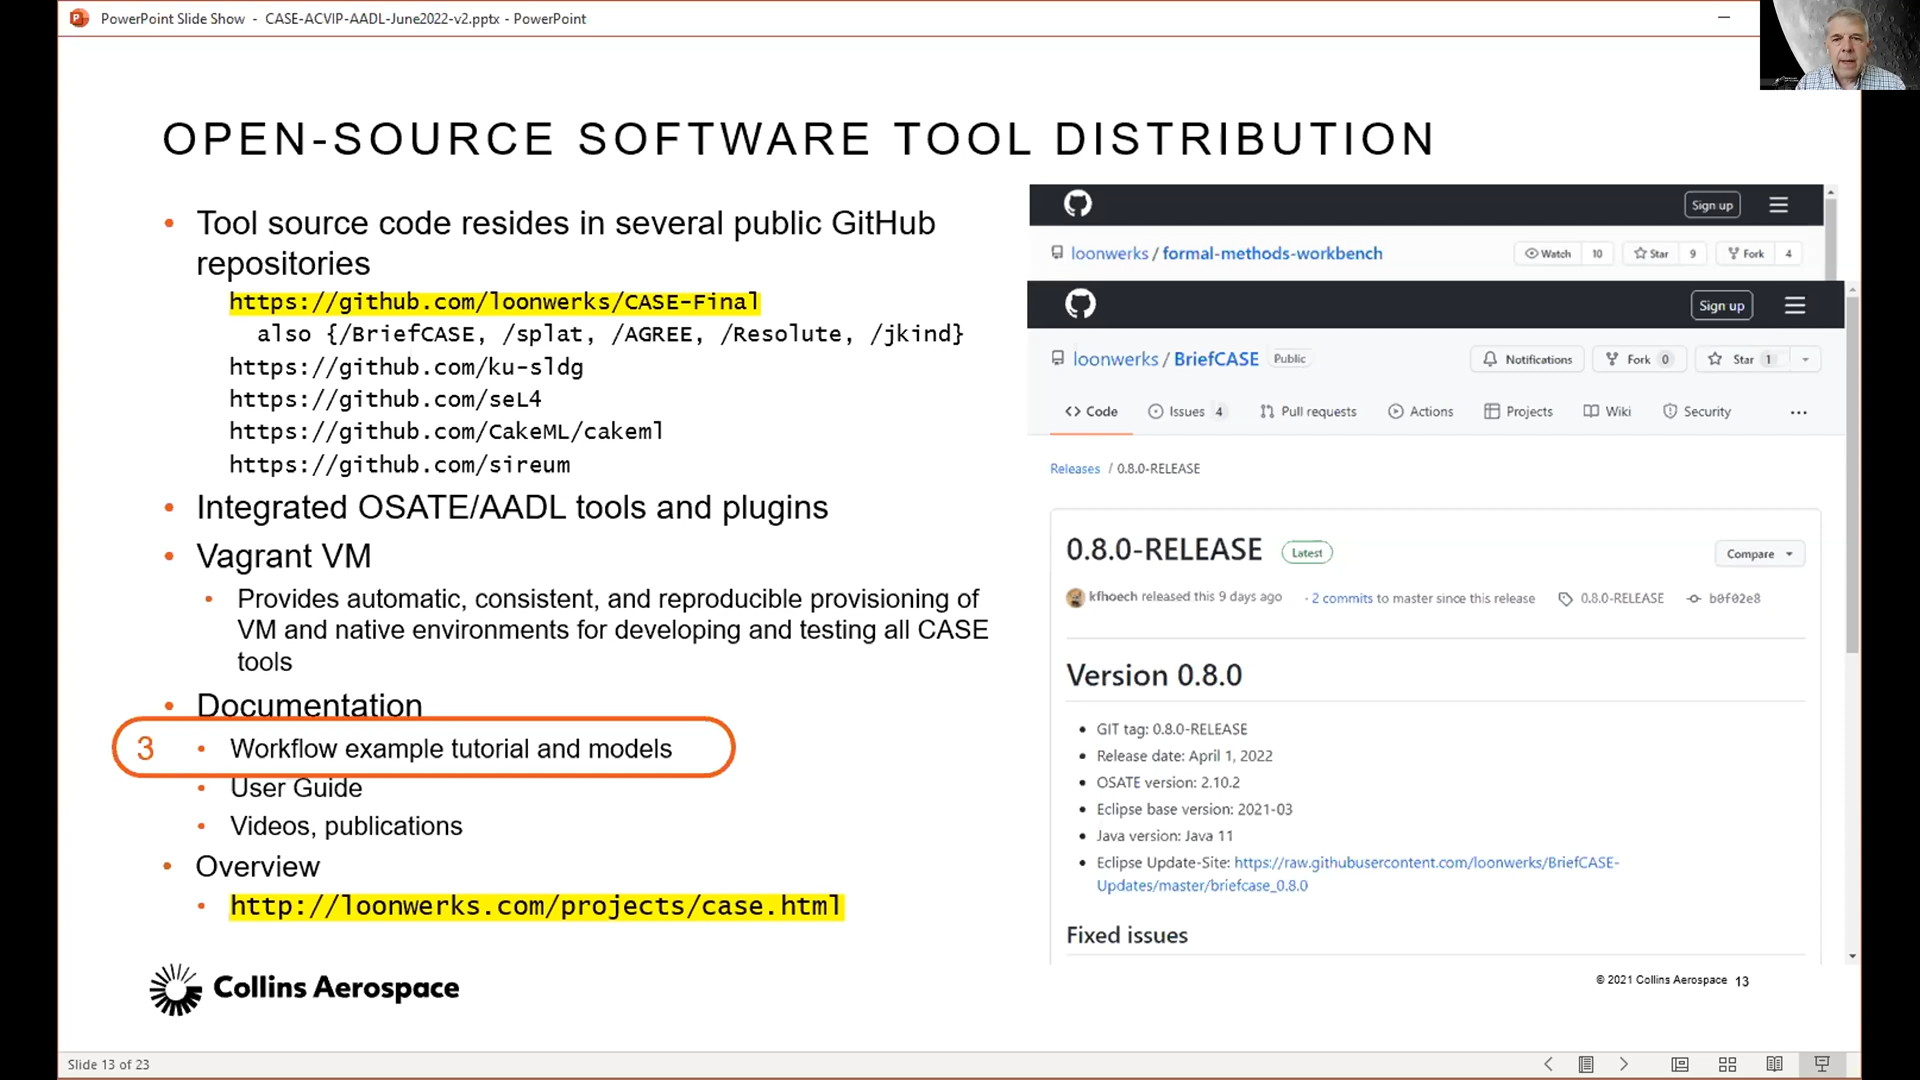 PowerPoint Slide Show - CASE-ACVIP-AADL-June2022-v2.pptx - PowerPoint
OPEN-SOURCE SOFTWARE TOOL DISTRIBUTION
• Tool source code resides in several public GitHub
repositories
https://github.com/loonwerks/CASE-Final
also {/BriefCASE, /splat, /AGREE, /Resolute, /jkind}
https://github.com/ku-sldg
https://github.com/seL4
https://github.com/CakeML/cakeml
https://github.com/sireum
• Integrated OSATE/AADL tools and plugins
• Vagrant VM
• Provides automatic, consistent, and reproducible provisioning of
VM and native environments for developing and testing all CASE
tools
• Documentation
3 • Workflow example tutorial and models
• User Guide
• Videos, publications
• Overview
• http://loonwerks.com/projects/case.html
Sign up
loonwerks / formal-methods-workbench Watch 10 Star 9 Fork 4
Sign up
loonwerks / BriefCASE Public Notifications Fork 0 Star 1
Code Issues 4 Pull requests Actions Projects Wiki Security ...
Releases / 0.8.0-RELEASE
0.8.0-RELEASE Latest Compare
kfhoech released this 9 days ago · 2 commits to master since this release 0.8.0-RELEASE b0f02e8
Version 0.8.0
• GIT tag: 0.8.0-RELEASE
• Release date: April 1, 2022
• OSATE version: 2.10.2
• Eclipse base version: 2021-03
• Java version: Java 11
• Eclipse Update-Site: https://raw.githubusercontent.com/loonwerks/BriefCASE-
Updates/master/briefcase_0.8.0
Fixed issues
Collins Aerospace
© 2021 Collins Aerospace 13
Slide 13 of 23